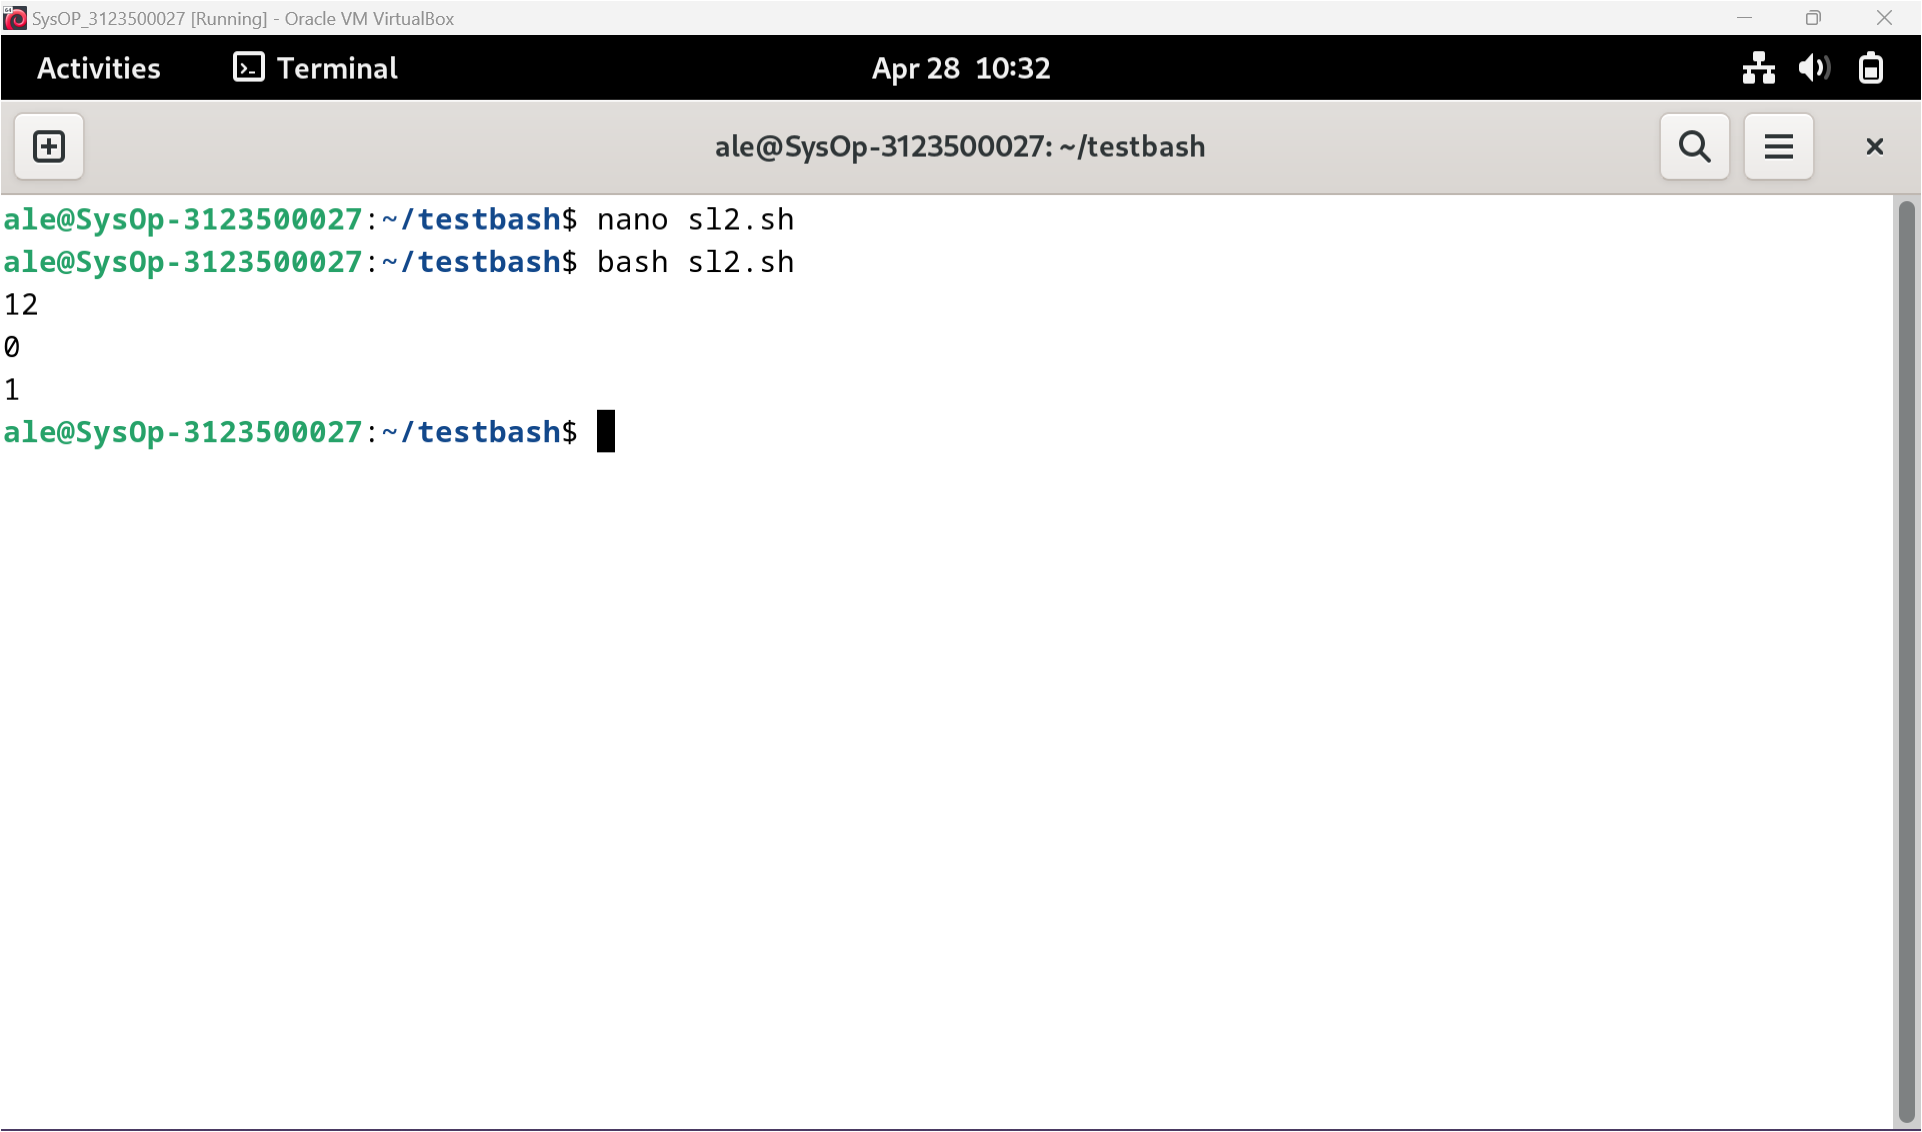 SysOP_3123500027 [Running] - Oracle VM VirtualBox
Activities Terminal Apr 28 10:32
ale@SysOp-3123500027: ~/testbash
ale@SysOp-3123500027:~/testbash$ nano sl2.sh
ale@SysOp-3123500027:~/testbash$ bash sl2.sh
12
0
1
ale@SysOp-3123500027:~/testbash$